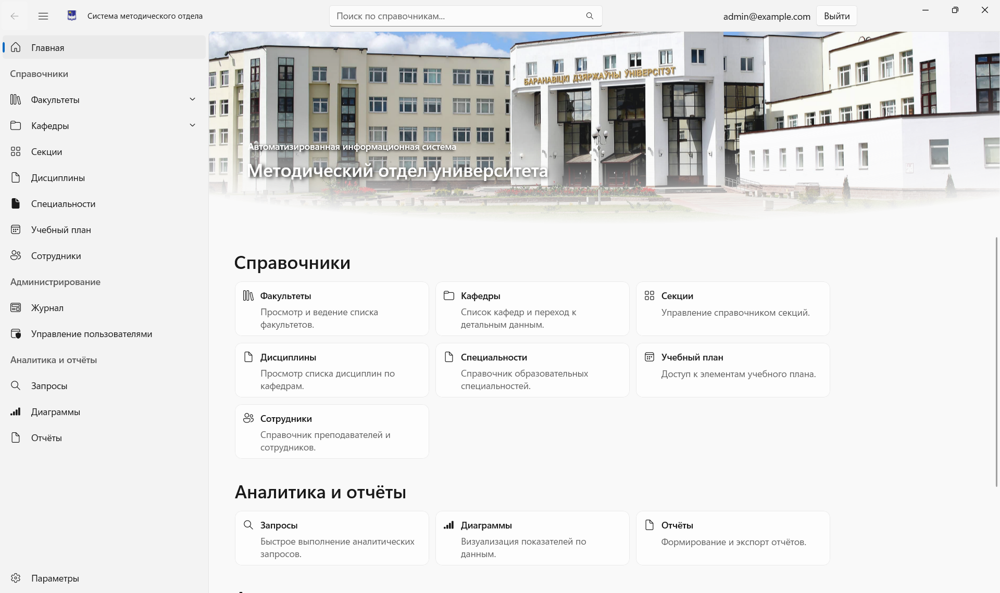 Система методического отдела
Поиск по справочникам...
admin@example.com
Выйти
Главная
Справочники
Факультеты
Кафедры
Секции
Дисциплины
Специальности
Учебный план
Сотрудники
Администрирование
Журнал
Управление пользователями
Аналитика и отчёты
Запросы
Диаграммы
Отчёты
Параметры
БАРАНАВІЦКІ ДЗЯРЖАЎНЫ ЎНІВЕРСІТЭТ
Автоматизированная информационная система
Методический отдел университета
Справочники
Факультеты
Просмотр и ведение списка
факультетов.
Кафедры
Список кафедр и переход к
детальным данным.
Секции
Управление справочником секций.
Дисциплины
Просмотр списка дисциплин по
кафедрам.
Специальности
Справочник образовательных
специальностей.
Учебный план
Доступ к элементам учебного плана.
Сотрудники
Справочник преподавателей и
сотрудников.
Аналитика и отчёты
Запросы
Быстрое выполнение аналитических
запросов.
Диаграммы
Визуализация показателей по
данным.
Отчёты
Формирование и экспорт отчётов.